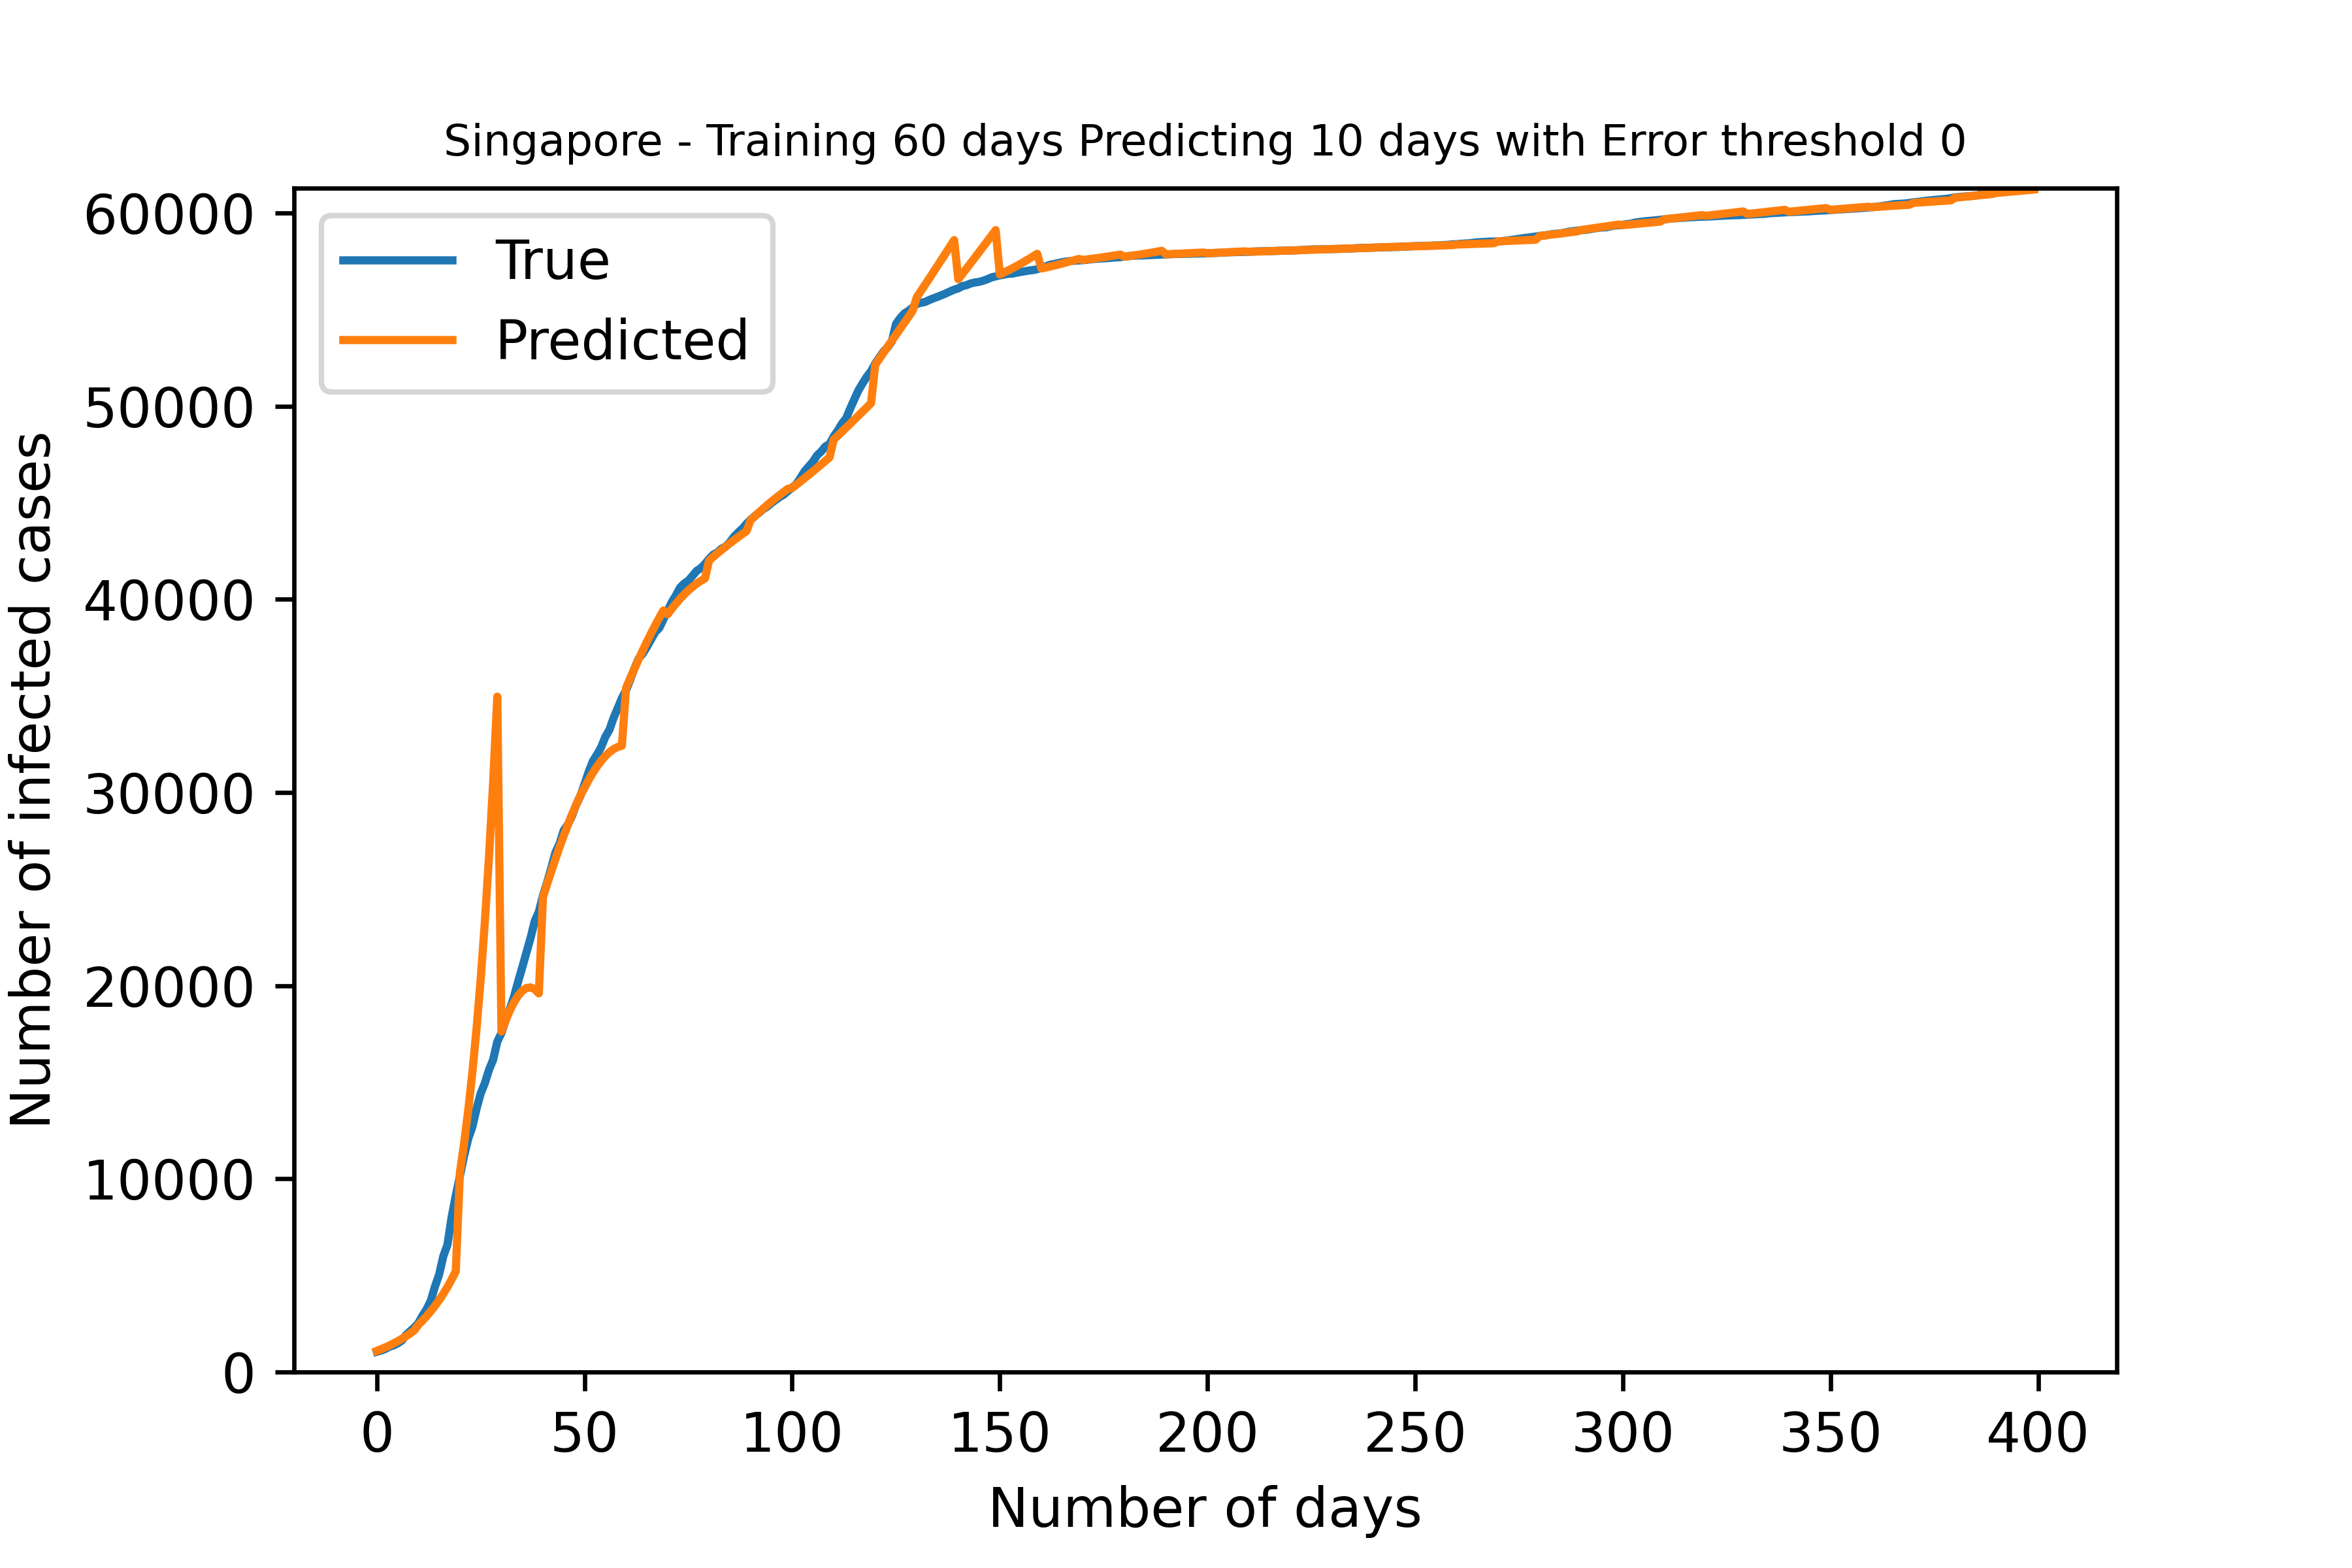 Singapore - Training 60 days Predicting 10 days with Error threshold 0
True
Predicted
Number of infected cases
60000
50000
40000
30000
20000
10000
0
0 50 100 150 200 250 300 350 400
Number of days